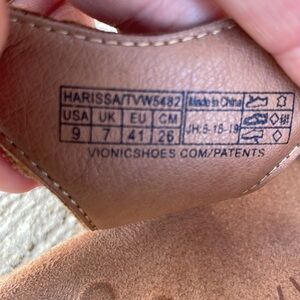 HARISSA/TVW5482 Made in China
USA UK EU CM
9 7 41 26 JH:5-18-19
VIONICSHOES.COM/PATENTS